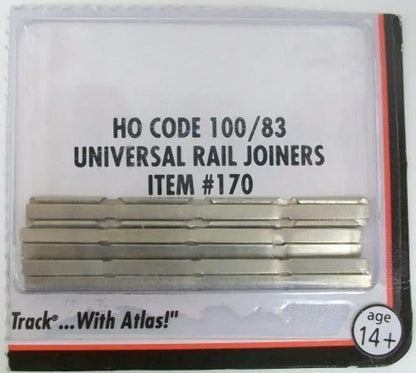 HO CODE 100/83
UNIVERSAL RAIL JOINERS
ITEM #170
Track®...With Atlas!"
age
14+